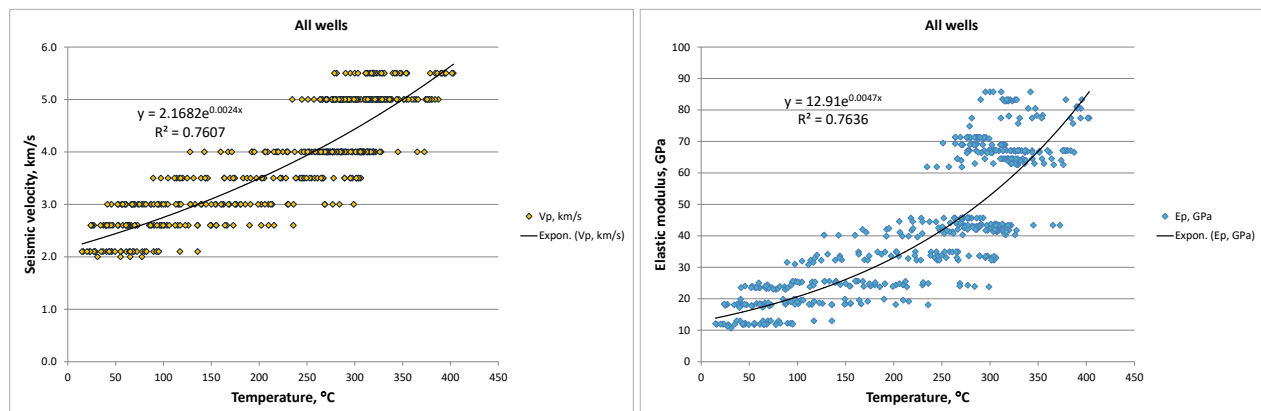 All wells
6.0
5.0
4.0
3.0
2.0
1.0
0.0
Seismic velocity, km/s
y = 2.1682e^0.0024x
R² = 0.7607
0 50 100 150 200 250 300 350 400 450
Temperature, °C
Vp, km/s
Expon. (Vp, km/s)
All wells
100
90
80
70
60
50
40
30
20
10
0
Elastic modulus, GPa
y = 12.91e^0.0047x
R² = 0.7636
0 50 100 150 200 250 300 350 400 450
Temperature, °C
Ep, GPa
Expon. (Ep, GPa)